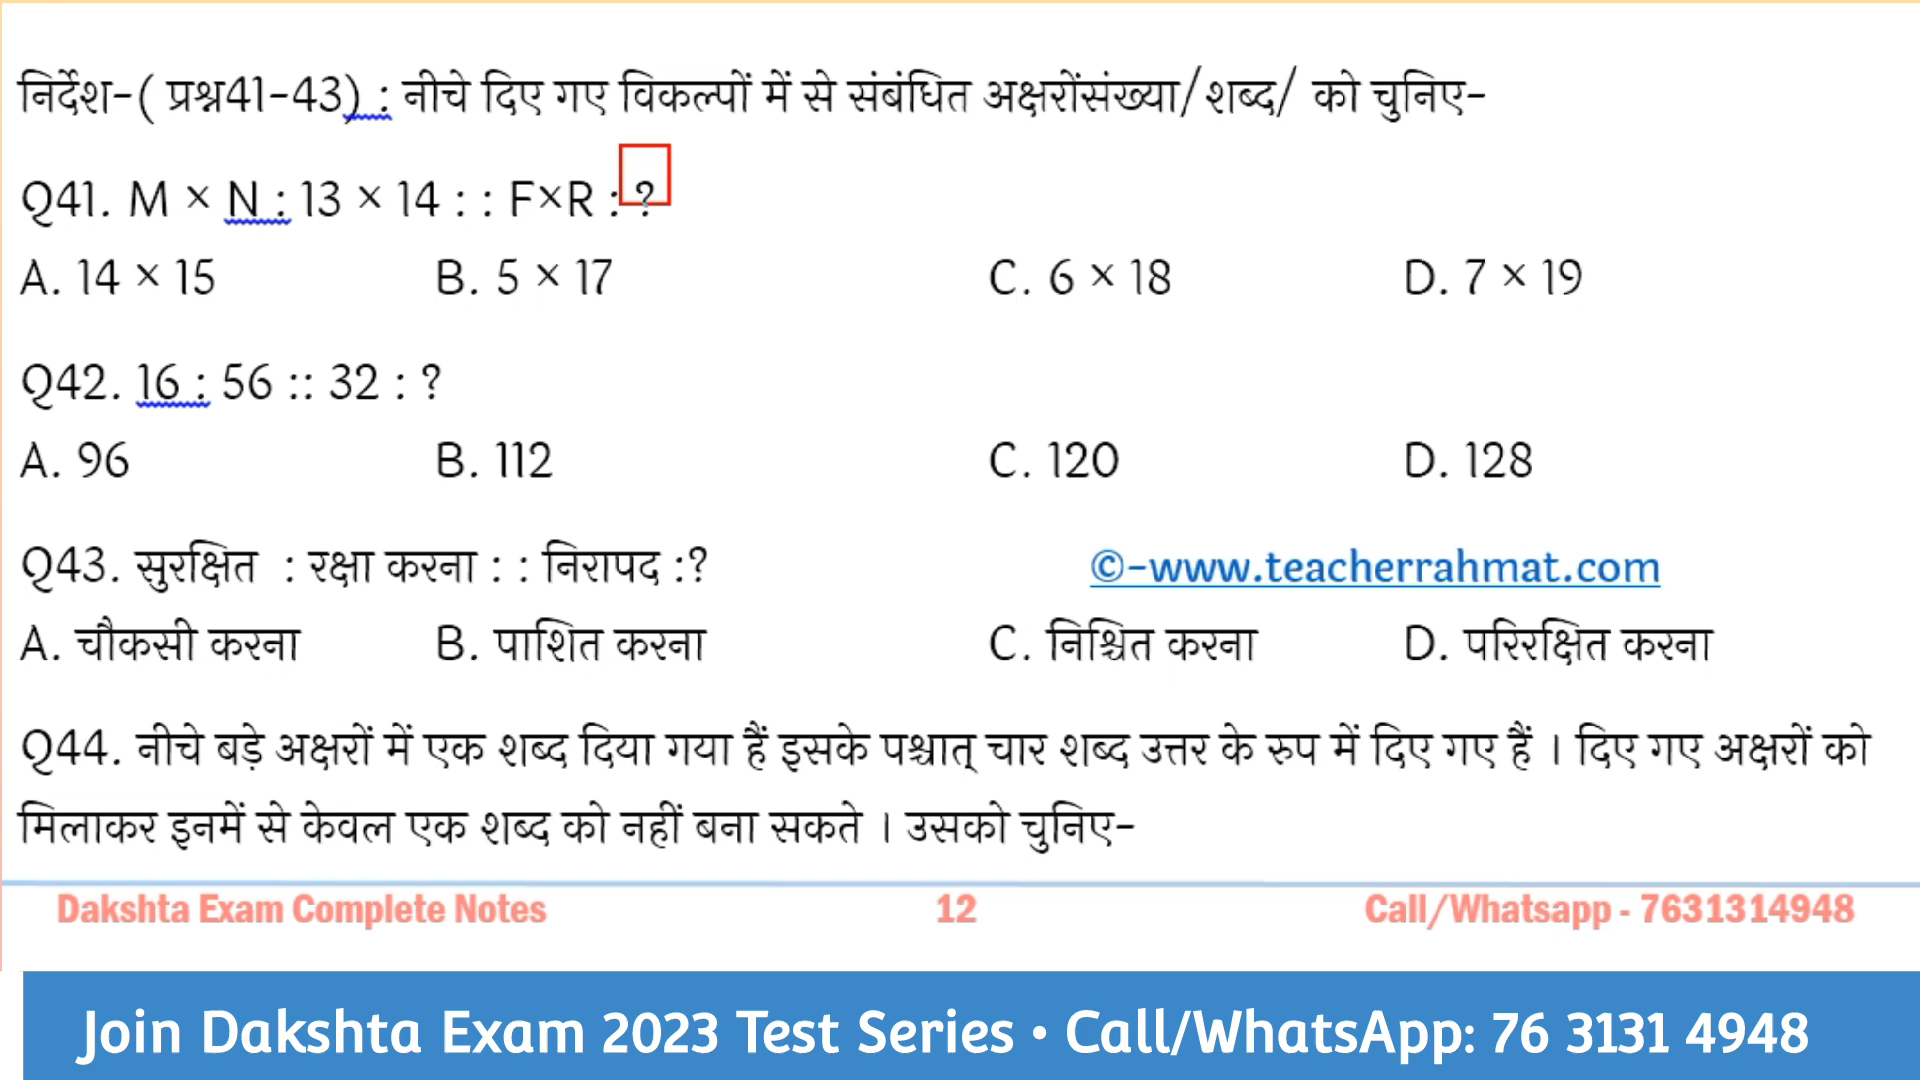 निर्देश-( प्रश्न41-43) : नीचे दिए गए विकल्पों में से संबंधित अक्षरोंसंख्या/शब्द/ को चुनिए-
Q41. M × N : 13 × 14 : : F×R : ?
A. 14 × 15 B. 5 × 17 C. 6 × 18 D. 7 × 19
Q42. 16 : 56 :: 32 : ?
A. 96 B. 112 C. 120 D. 128
Q43. सुरक्षित : रक्षा करना : : निरापद :? ©-www.teacherrahmat.com
A. चौकसी करना B. पाशित करना C. निश्चित करना D. परिरक्षित करना
Q44. नीचे बड़े अक्षरों में एक शब्द दिया गया हैं इसके पश्चात् चार शब्द उत्तर के रुप में दिए गए हैं । दिए गए अक्षरों को
मिलाकर इनमें से केवल एक शब्द को नहीं बना सकते । उसको चुनिए-
Dakshta Exam Complete Notes 12 Call/Whatsapp - 7631314948
Join Dakshta Exam 2023 Test Series • Call/WhatsApp: 76 3131 4948